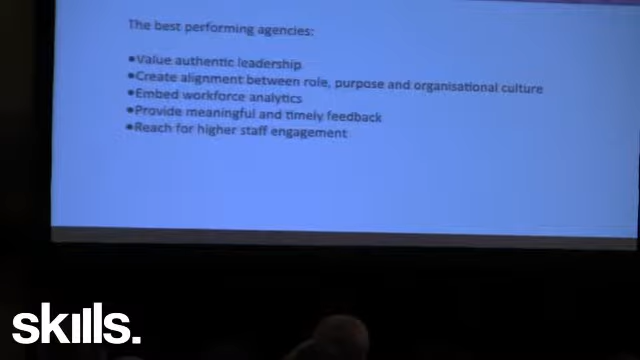 The best performing agencies:
•Value authentic leadership
•Create alignment between role, purpose and organisational culture
•Embed workforce analytics
•Provide meaningful and timely feedback
•Reach for higher staff engagement
skills.